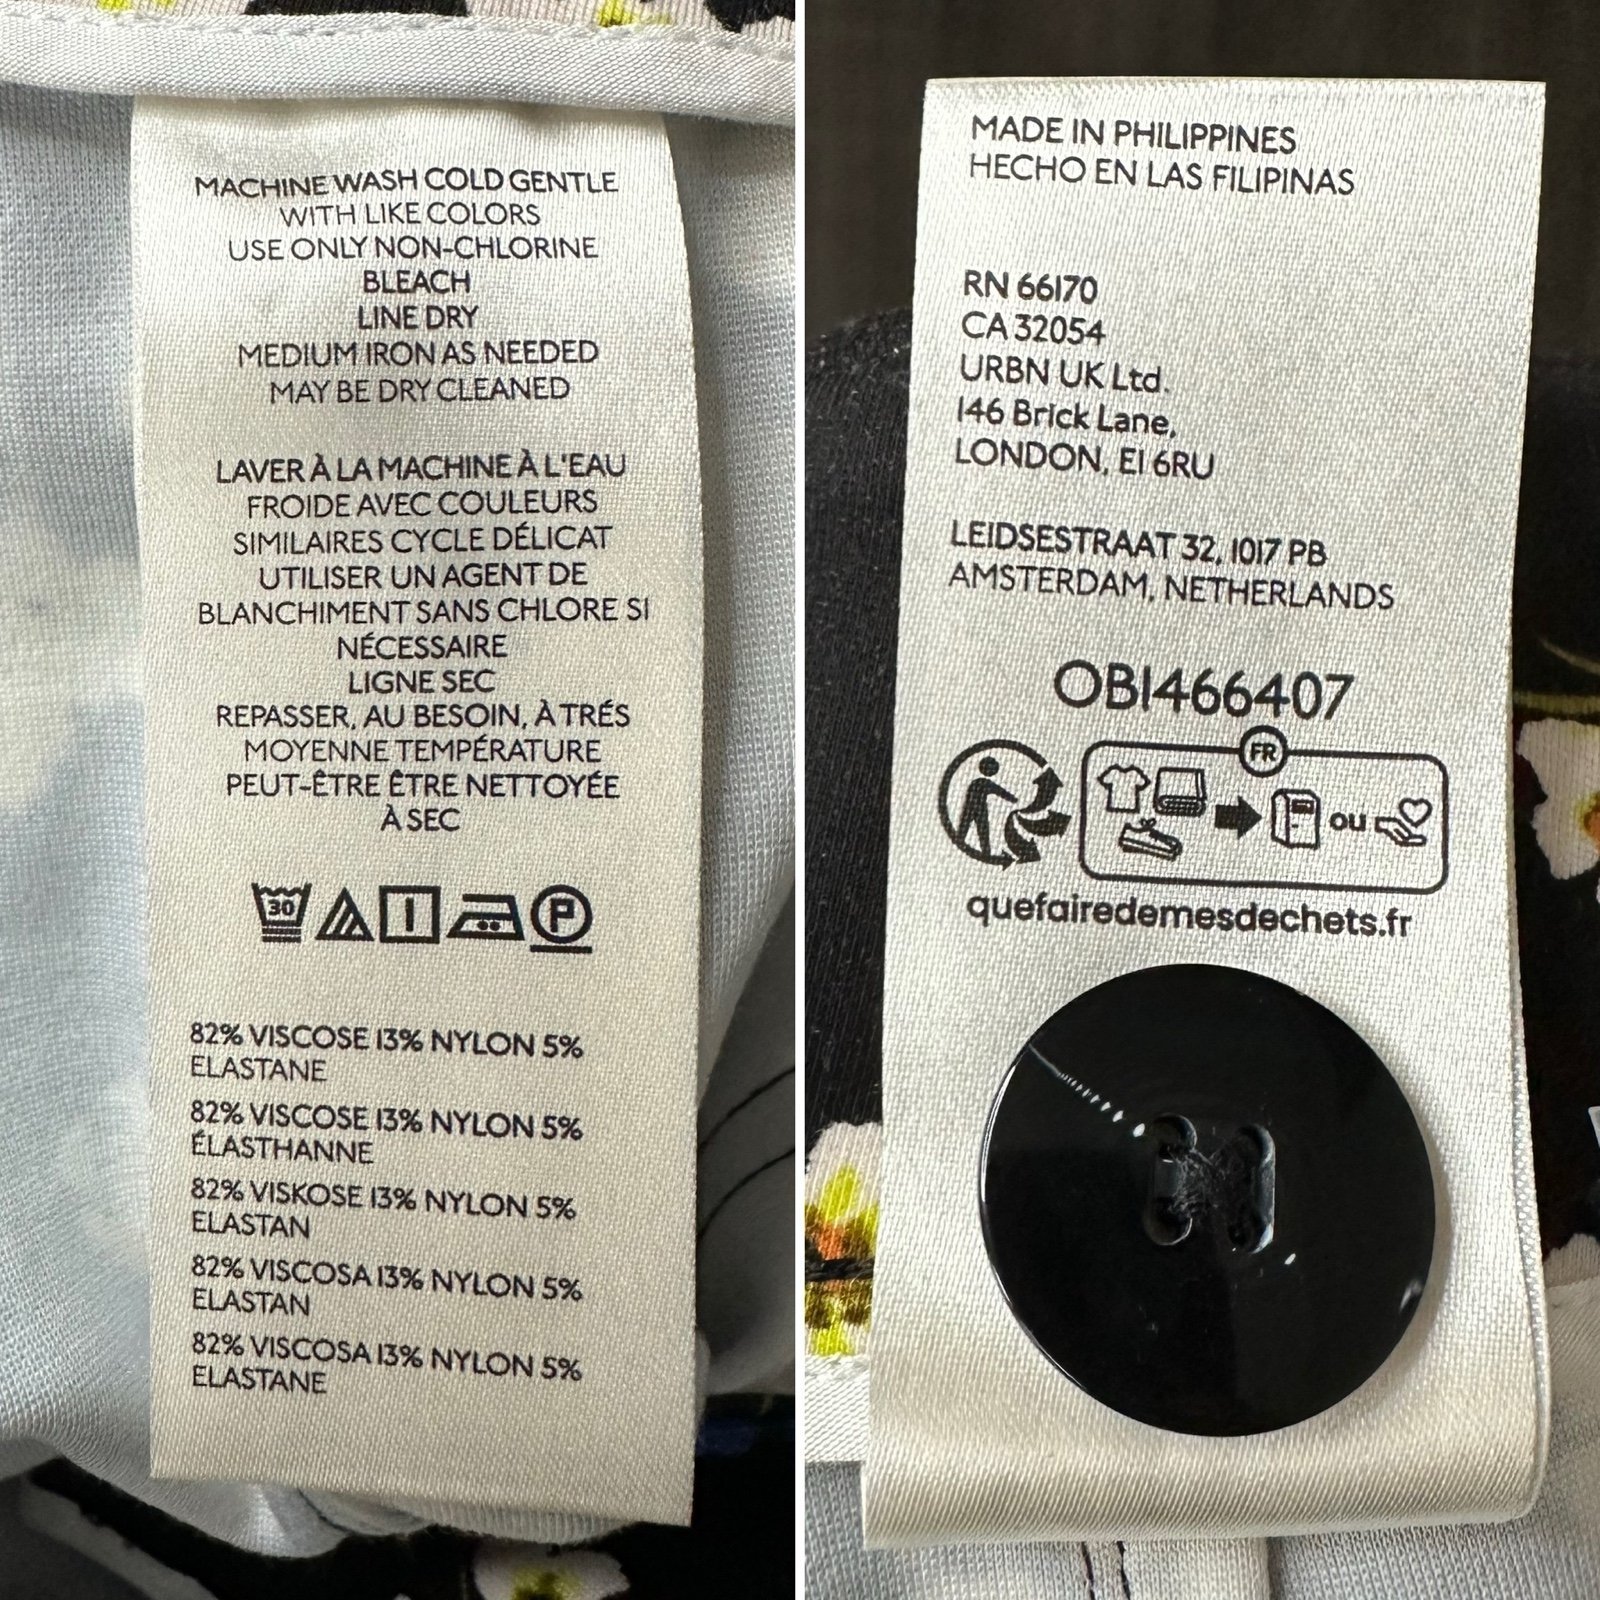 MACHINE WASH COLD GENTLE
WITH LIKE COLORS
USE ONLY NON-CHLORINE
BLEACH
LINE DRY
MEDIUM IRON AS NEEDED
MAY BE DRY CLEANED
LAVER À LA MACHINE À L'EAU
FROIDE AVEC COULEURS
SIMILAIRES CYCLE DÉLICAT
UTILISER UN AGENT DE
BLANCHIMENT SANS CHLORE SI
NÉCESSAIRE
LIGNE SEC
REPASSER, AU BESOIN, À TRÉS
MOYENNE TEMPÉRATURE
PEUT-ÊTRE ÊTRE NETTOYÉE
À SEC
30
P
82% VISCOSE 13% NYLON 5%
ELASTANE
82% VISCOSE 13% NYLON 5%
ÉLASTHANNE
82% VISKOSE 13% NYLON 5%
ELASTAN
82% VISCOSA 13% NYLON 5%
ELASTAN
82% VISCOSA 13% NYLON 5%
ELASTANE
MADE IN PHILIPPINES
HECHO EN LAS FILIPINAS
RN 66170
CA 32054
URBN UK Ltd.
146 Brick Lane,
LONDON, E1 6RU
LEIDSESTRAAT 32, 1017 PB
AMSTERDAM, NETHERLANDS
OB1466407
FR
ou
quefairedemesdechets.fr